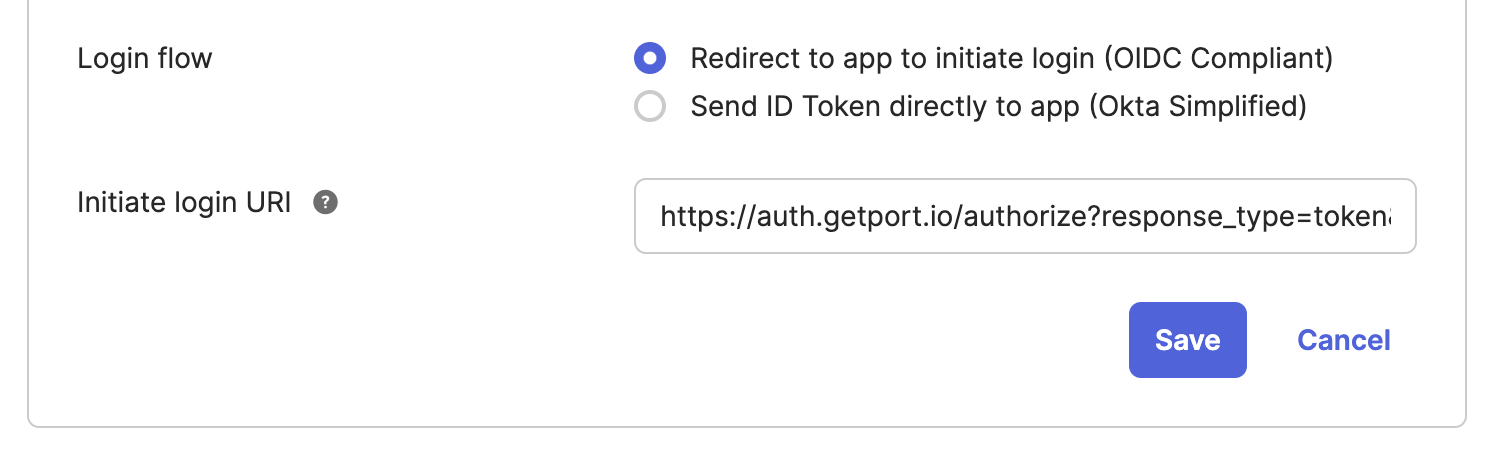 Login flow
Redirect to app to initiate login (OIDC Compliant)
Send ID Token directly to app (Okta Simplified)
Initiate login URI ?
https://auth.getport.io/authorize?response_type=token&
Save Cancel